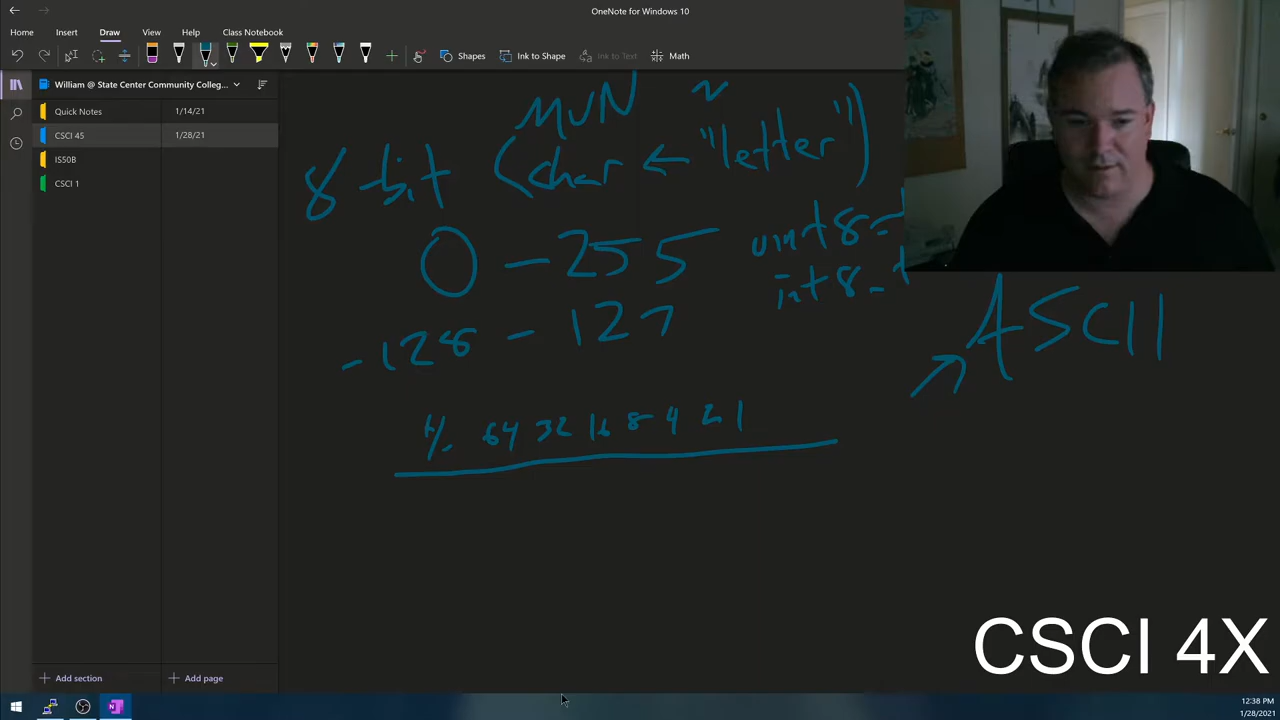 OneNote for Windows 10
Home Insert Draw View Help Class Notebook
Shapes Ink to Shape Ink to Text Math
William @ State Center Community Colleg...
Quick Notes 1/14/21
CSCI 45 1/28/21
IS50B
CSCI 1
MVN ~
8-bit (char ← "letter")
0 - 255 uint8_t
-128 - 127 int8_t
ASCII
+/- 64 32 16 8 4 2 1
CSCI 4X
Add section Add page
12:38 PM
1/28/2021